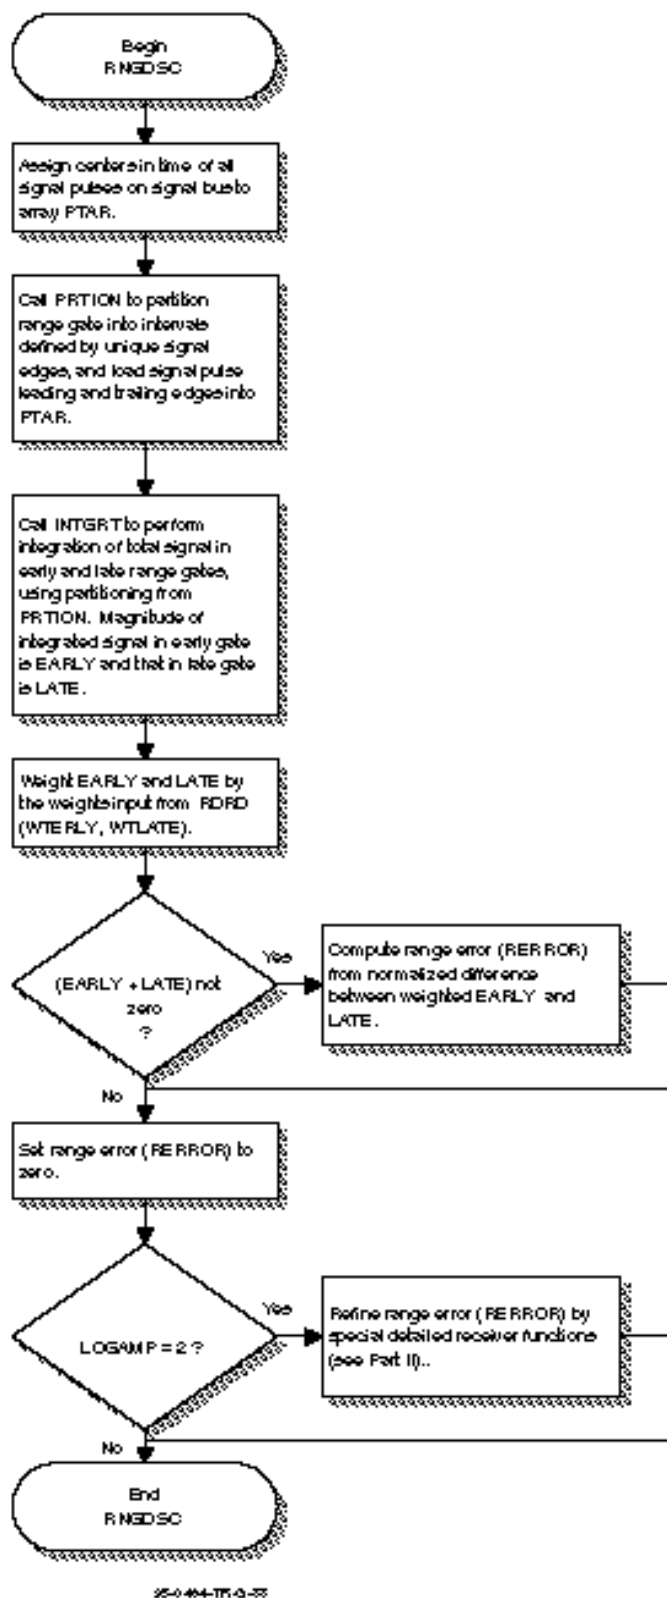 Begin
RNGDSC
Assign centers in time of all
signal pulses on signal bus to
array PTAR.
Call PRTION to partition
range gate into intervals
defined by unique signal
edges, and load signal pulse
leading and trailing edges into
PTAR.
Call INTGRT to perform
integration of total signal in
early and late range gates,
using partitioning from
PRTION. Magnitude of
integrated signal in early gate
is EARLY and that in late gate
is LATE.
Weight EARLY and LATE by
the weights input from RDRD
(WTERLY, WTLATE).
(EARLY + LATE) not
zero
?
Yes
Compute range error (RERROR)
from normalized difference
between weighted EARLY and
LATE.
No
Set range error (RERROR) to
zero.
LOGAMP = 2 ?
Yes
Refine range error (RERROR) by
special detailed receiver functions
(see Part II)..
No
End
RNGDSC